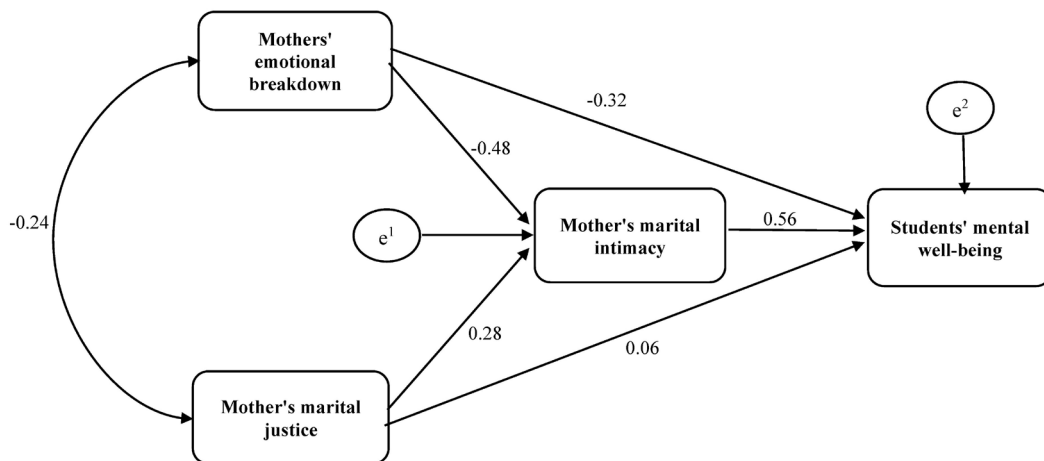 Mothers'
emotional
breakdown
-0.32
e²
-0.48
-0.24
Mother's marital
intimacy
0.56
Students' mental
well-being
e¹
0.28
0.06
Mother's marital
justice